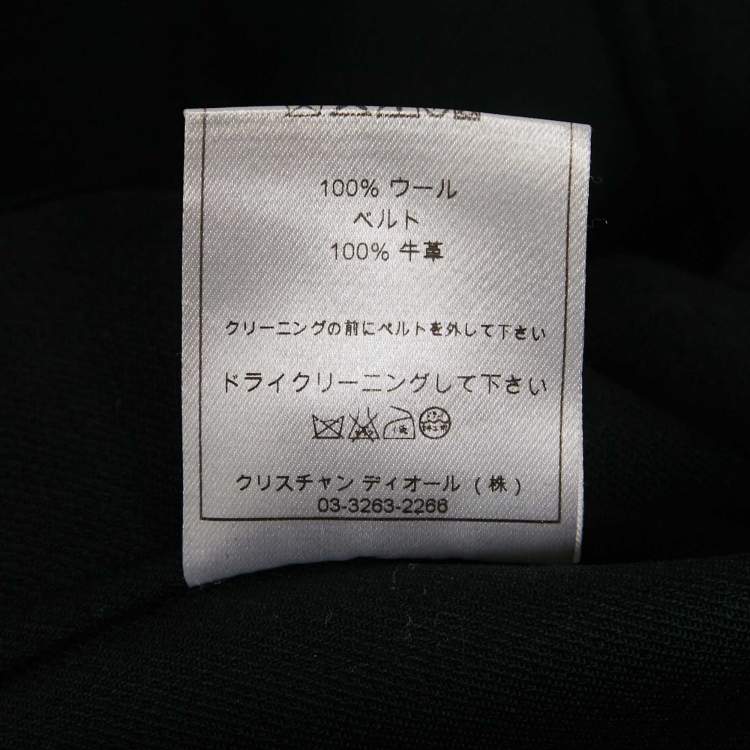 100% ウール
ベルト
100% 牛革
クリーニングの前にベルトを外して下さい
ドライクリーニングして下さい
クリスチャン ディオール (株)
03-3263-2266